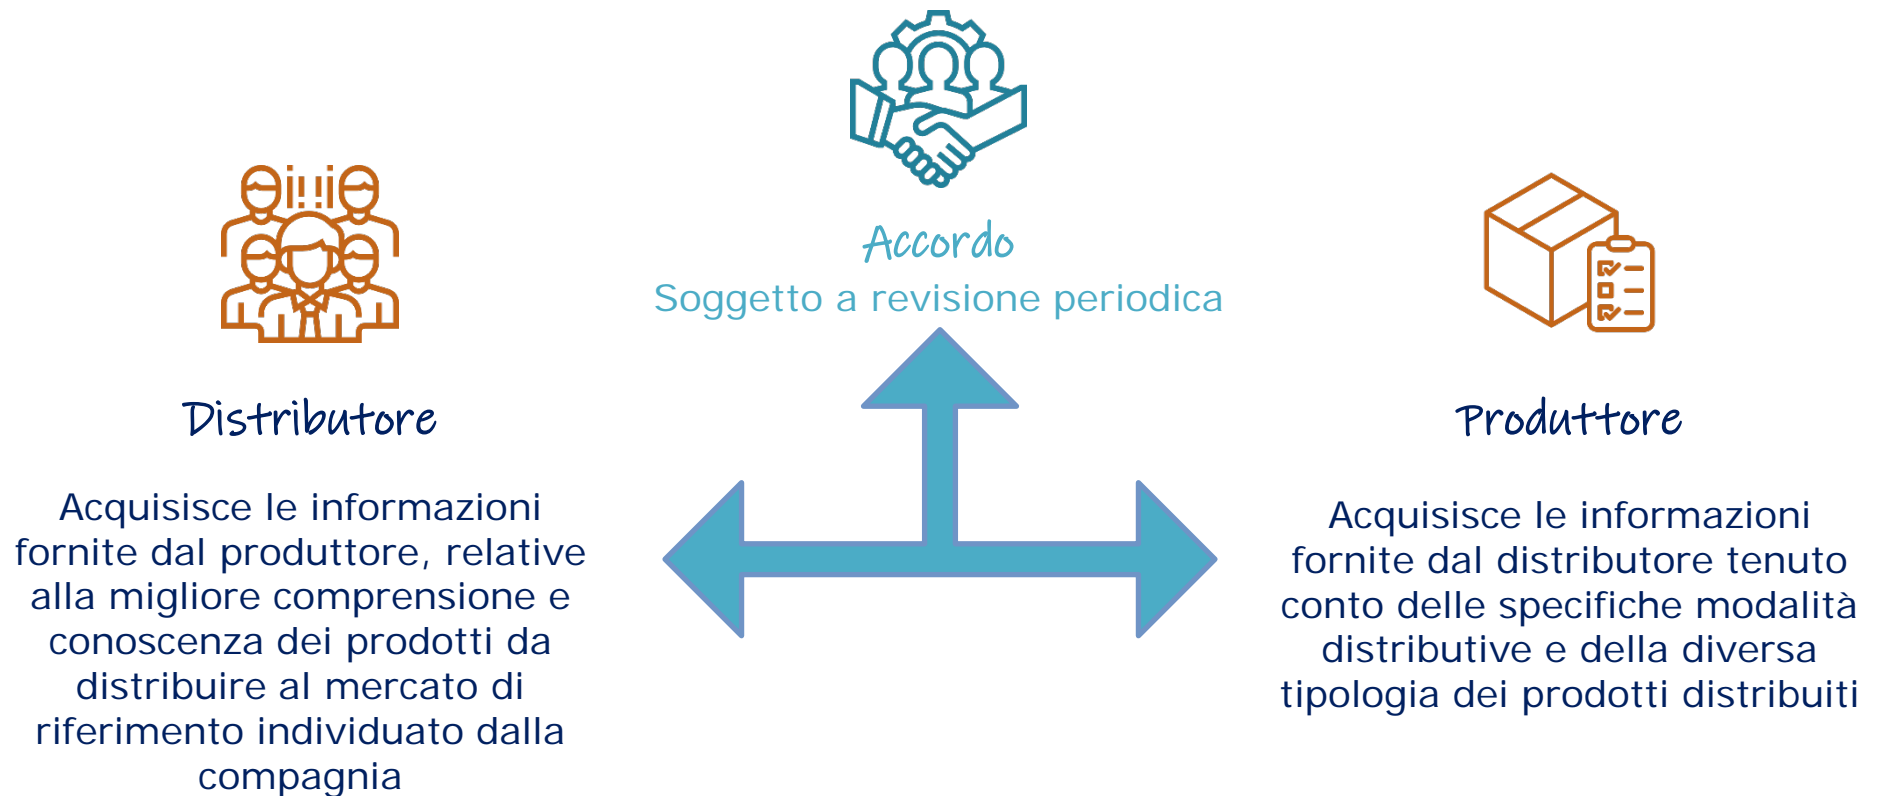 Accordo
Soggetto a revisione periodica
Distributore
Acquisisce le informazioni
fornite dal produttore, relative
alla migliore comprensione e
conoscenza dei prodotti da
distribuire al mercato di
riferimento individuato dalla
compagnia
Produttore
Acquisisce le informazioni
fornite dal distributore tenuto
conto delle specifiche modalità
distributive e della diversa
tipologia dei prodotti distribuiti